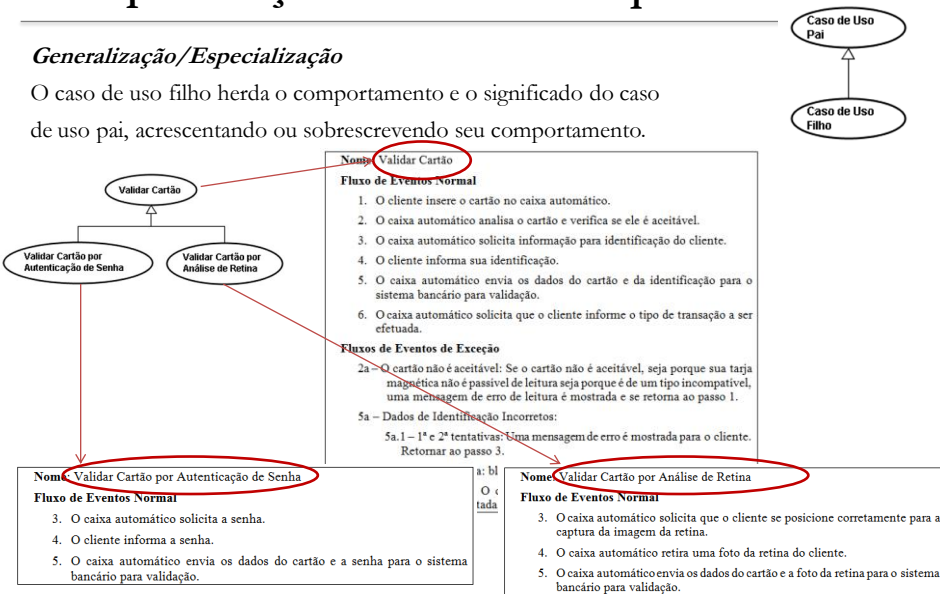 Generalização/Especialização
O caso de uso filho herda o comportamento e o significado do caso
de uso pai, acrescentando ou sobrescrevendo seu comportamento.
Caso de Uso
Pai
Caso de Uso
Filho
Validar Cartão
Validar Cartão por
Autenticação de Senha
Validar Cartão por
Análise de Retina
Nome: Validar Cartão
Fluxo de Eventos Normal
1. O cliente insere o cartão no caixa automático.
2. O caixa automático analisa o cartão e verifica se ele é aceitável.
3. O caixa automático solicita informação para identificação do cliente.
4. O cliente informa sua identificação.
5. O caixa automático envia os dados do cartão e da identificação para o
sistema bancário para validação.
6. O caixa automático solicita que o cliente informe o tipo de transação a ser
efetuada.
Fluxos de Eventos de Exceção
2a – O cartão não é aceitável: Se o cartão não é aceitável, seja porque sua tarja
magnética não é passível de leitura seja porque é de um tipo incompatível,
uma mensagem de erro de leitura é mostrada e se retorna ao passo 1.
5a – Dados de Identificação Incorretos:
5a.1 – 1ª e 2ª tentativas: Uma mensagem de erro é mostrada para o cliente.
Retornar ao passo 3.
a: bl
O
tada
Nome: Validar Cartão por Autenticação de Senha
Fluxo de Eventos Normal
3. O caixa automático solicita a senha.
4. O cliente informa a senha.
5. O caixa automático envia os dados do cartão e a senha para o sistema
bancário para validação.
Nome: Validar Cartão por Análise de Retina
Fluxo de Eventos Normal
3. O caixa automático solicita que o cliente se posicione corretamente para a
captura da imagem da retina.
4. O caixa automático retira uma foto da retina do cliente.
5. O caixa automático envia os dados do cartão e a foto da retina para o sistema
bancário para validação.